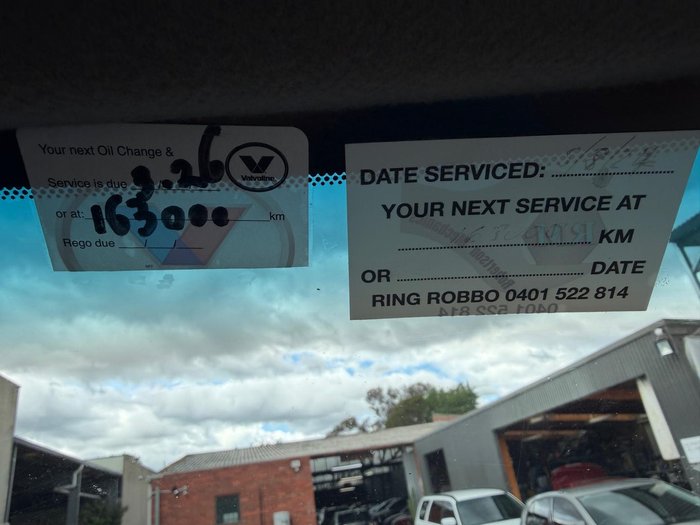 Your next Oil Change &
Service is due 3.26
or at: 163000 km
Rego due
Valvoline
DATE SERVICED:
YOUR NEXT SERVICE AT
KM
OR DATE
RING ROBBO 0401 522 814